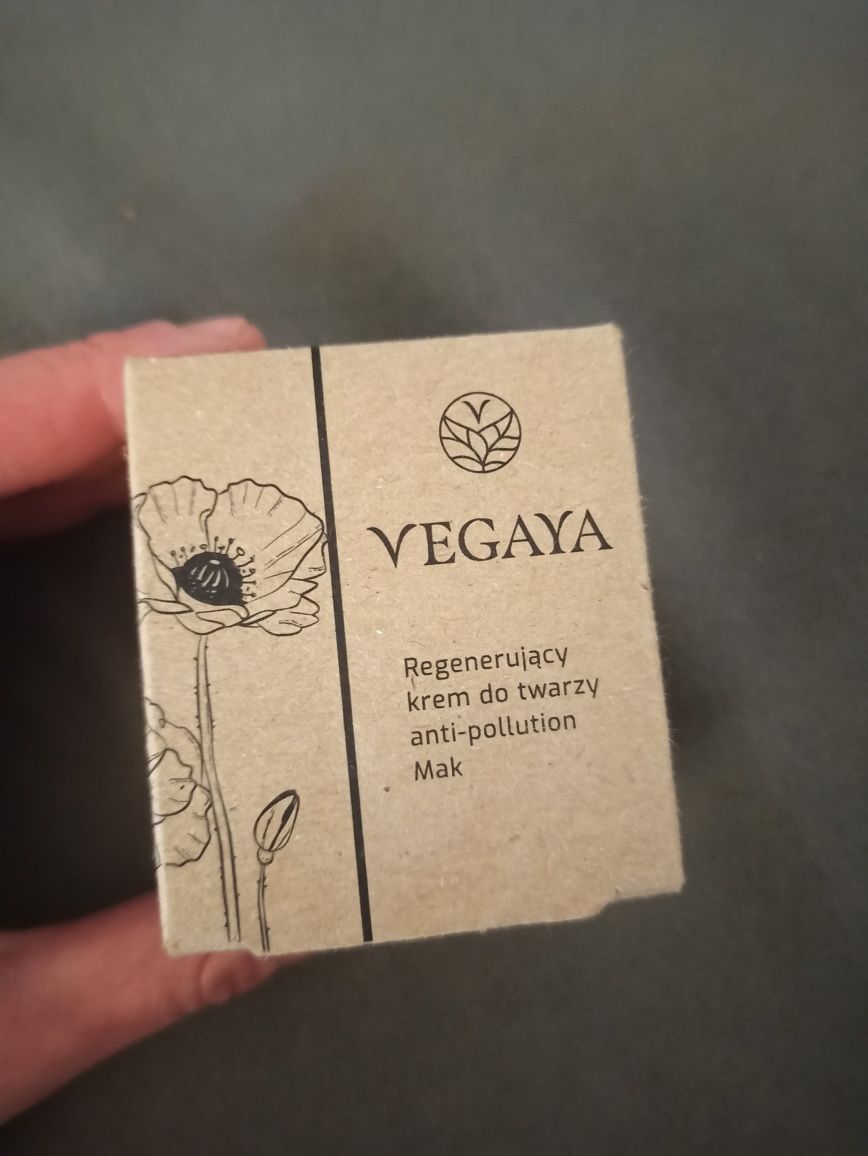 VEGAYA
Regenerujący
krem do twarzy
anti-pollution
Mak